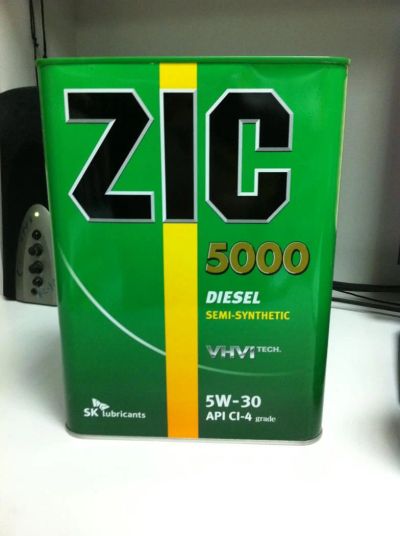 ZIC
5000
DIESEL
SEMI-SYNTHETIC
VHVI TECH.
5W-30
API CI-4 grade
SK lubricants